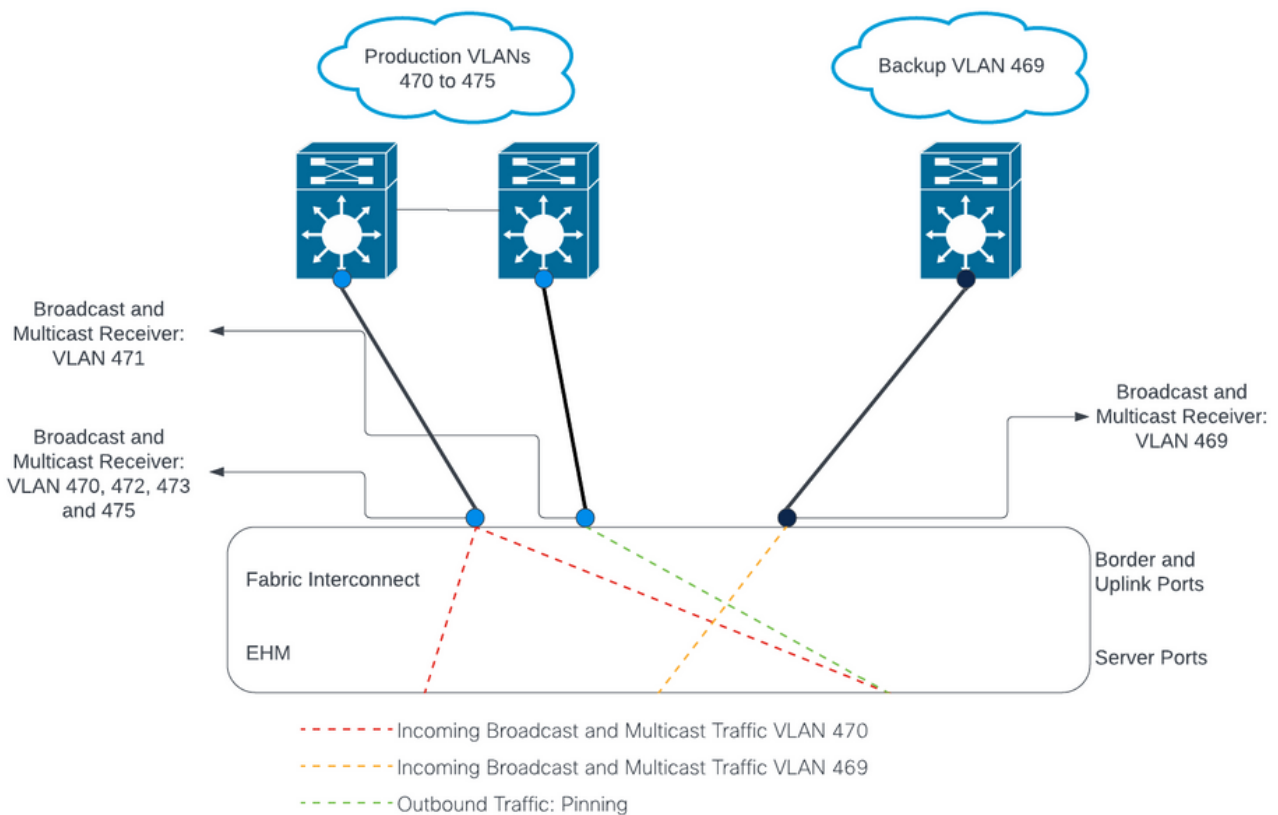 Production VLANs
470 to 475
Backup VLAN 469
Broadcast and
Multicast Receiver:
VLAN 471
Broadcast and
Multicast Receiver:
VLAN 469
Broadcast and
Multicast Receiver:
VLAN 470, 472, 473
and 475
Fabric Interconnect
Border and
Uplink Ports
EHM
Server Ports
Incoming Broadcast and Multicast Traffic VLAN 470
Incoming Broadcast and Multicast Traffic VLAN 469
Outbound Traffic: Pinning